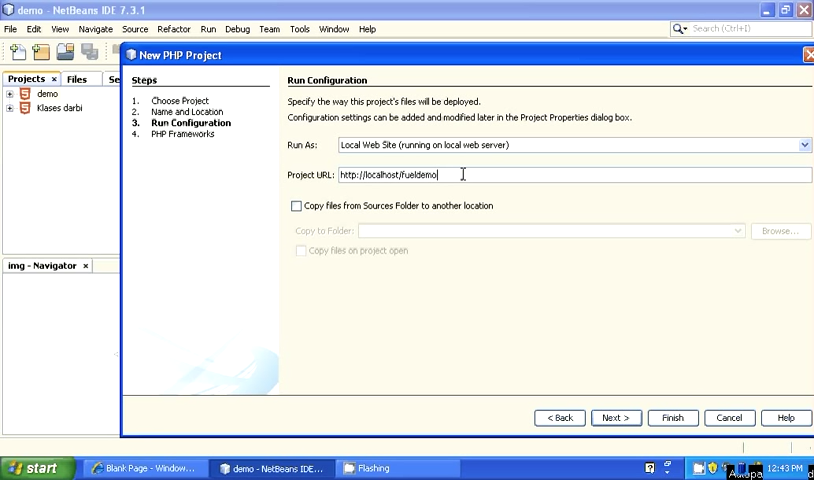 demo - NetBeans IDE 7.3.1
File Edit View Navigate Source Refactor Run Debug Team Tools Window Help
Search (Ctrl+I)
New PHP Project
Projects × Files Se
demo
Klases darbi
Steps
1. Choose Project
2. Name and Location
3. Run Configuration
4. PHP Frameworks
Run Configuration
Specify the way this project's files will be deployed.
Configuration settings can be added and modified later in the Project Properties dialog box.
Run As: Local Web Site (running on local web server)
Project URL: http://localhost/fueldemo
Copy files from Sources Folder to another location
Copy to Folder: Browse...
Copy files on project open
img - Navigator ×
< Back Next > Finish Cancel Help
start Blank Page - Window... demo - NetBeans IDE... Flashing 12:43 PM